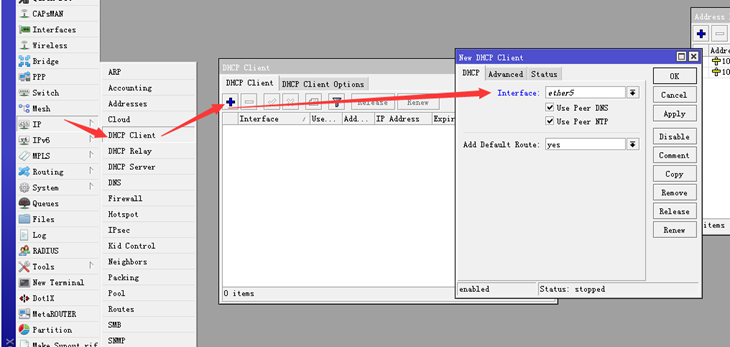 CAPsMAN
Interfaces
Wireless
Bridge
PPP
Switch
Mesh
IP
IPv6
MPLS
Routing
System
Queues
Files
Log
RADIUS
Tools
New Terminal
Dot1X
MetaROUTER
Partition
Make Supout.rif
ARP
Accounting
Addresses
Cloud
DHCP Client
DHCP Relay
DHCP Server
DNS
Firewall
Hotspot
IPsec
Kid Control
Neighbors
Packing
Pool
Routes
SMB
SNMP
DHCP Client
DHCP Client DHCP Client Options
Release Renew
Interface / Use... Add... IP Address Expir
0 items
New DHCP Client
DHCP Advanced Status
Interface: ether5
Use Peer DNS
Use Peer NTP
Add Default Route: yes
OK
Cancel
Apply
Disable
Comment
Copy
Remove
Release
Renew
enabled Status: stopped
Address
Addre
10
10
items